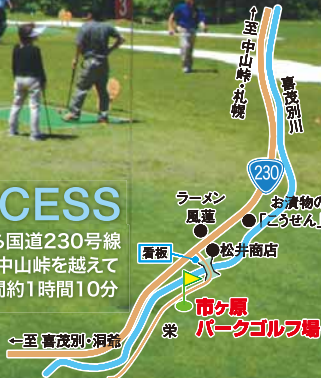 3
←至 中山峠・札幌
喜茂別川
230
ラーメン
風蓮
お漬物の
「こうせん」
看板
松井商店
市ヶ原
パークゴルフ場
栄
←至 喜茂別・洞爺
CESS
ら国道230号線
中山峠を越えて
間約1時間10分